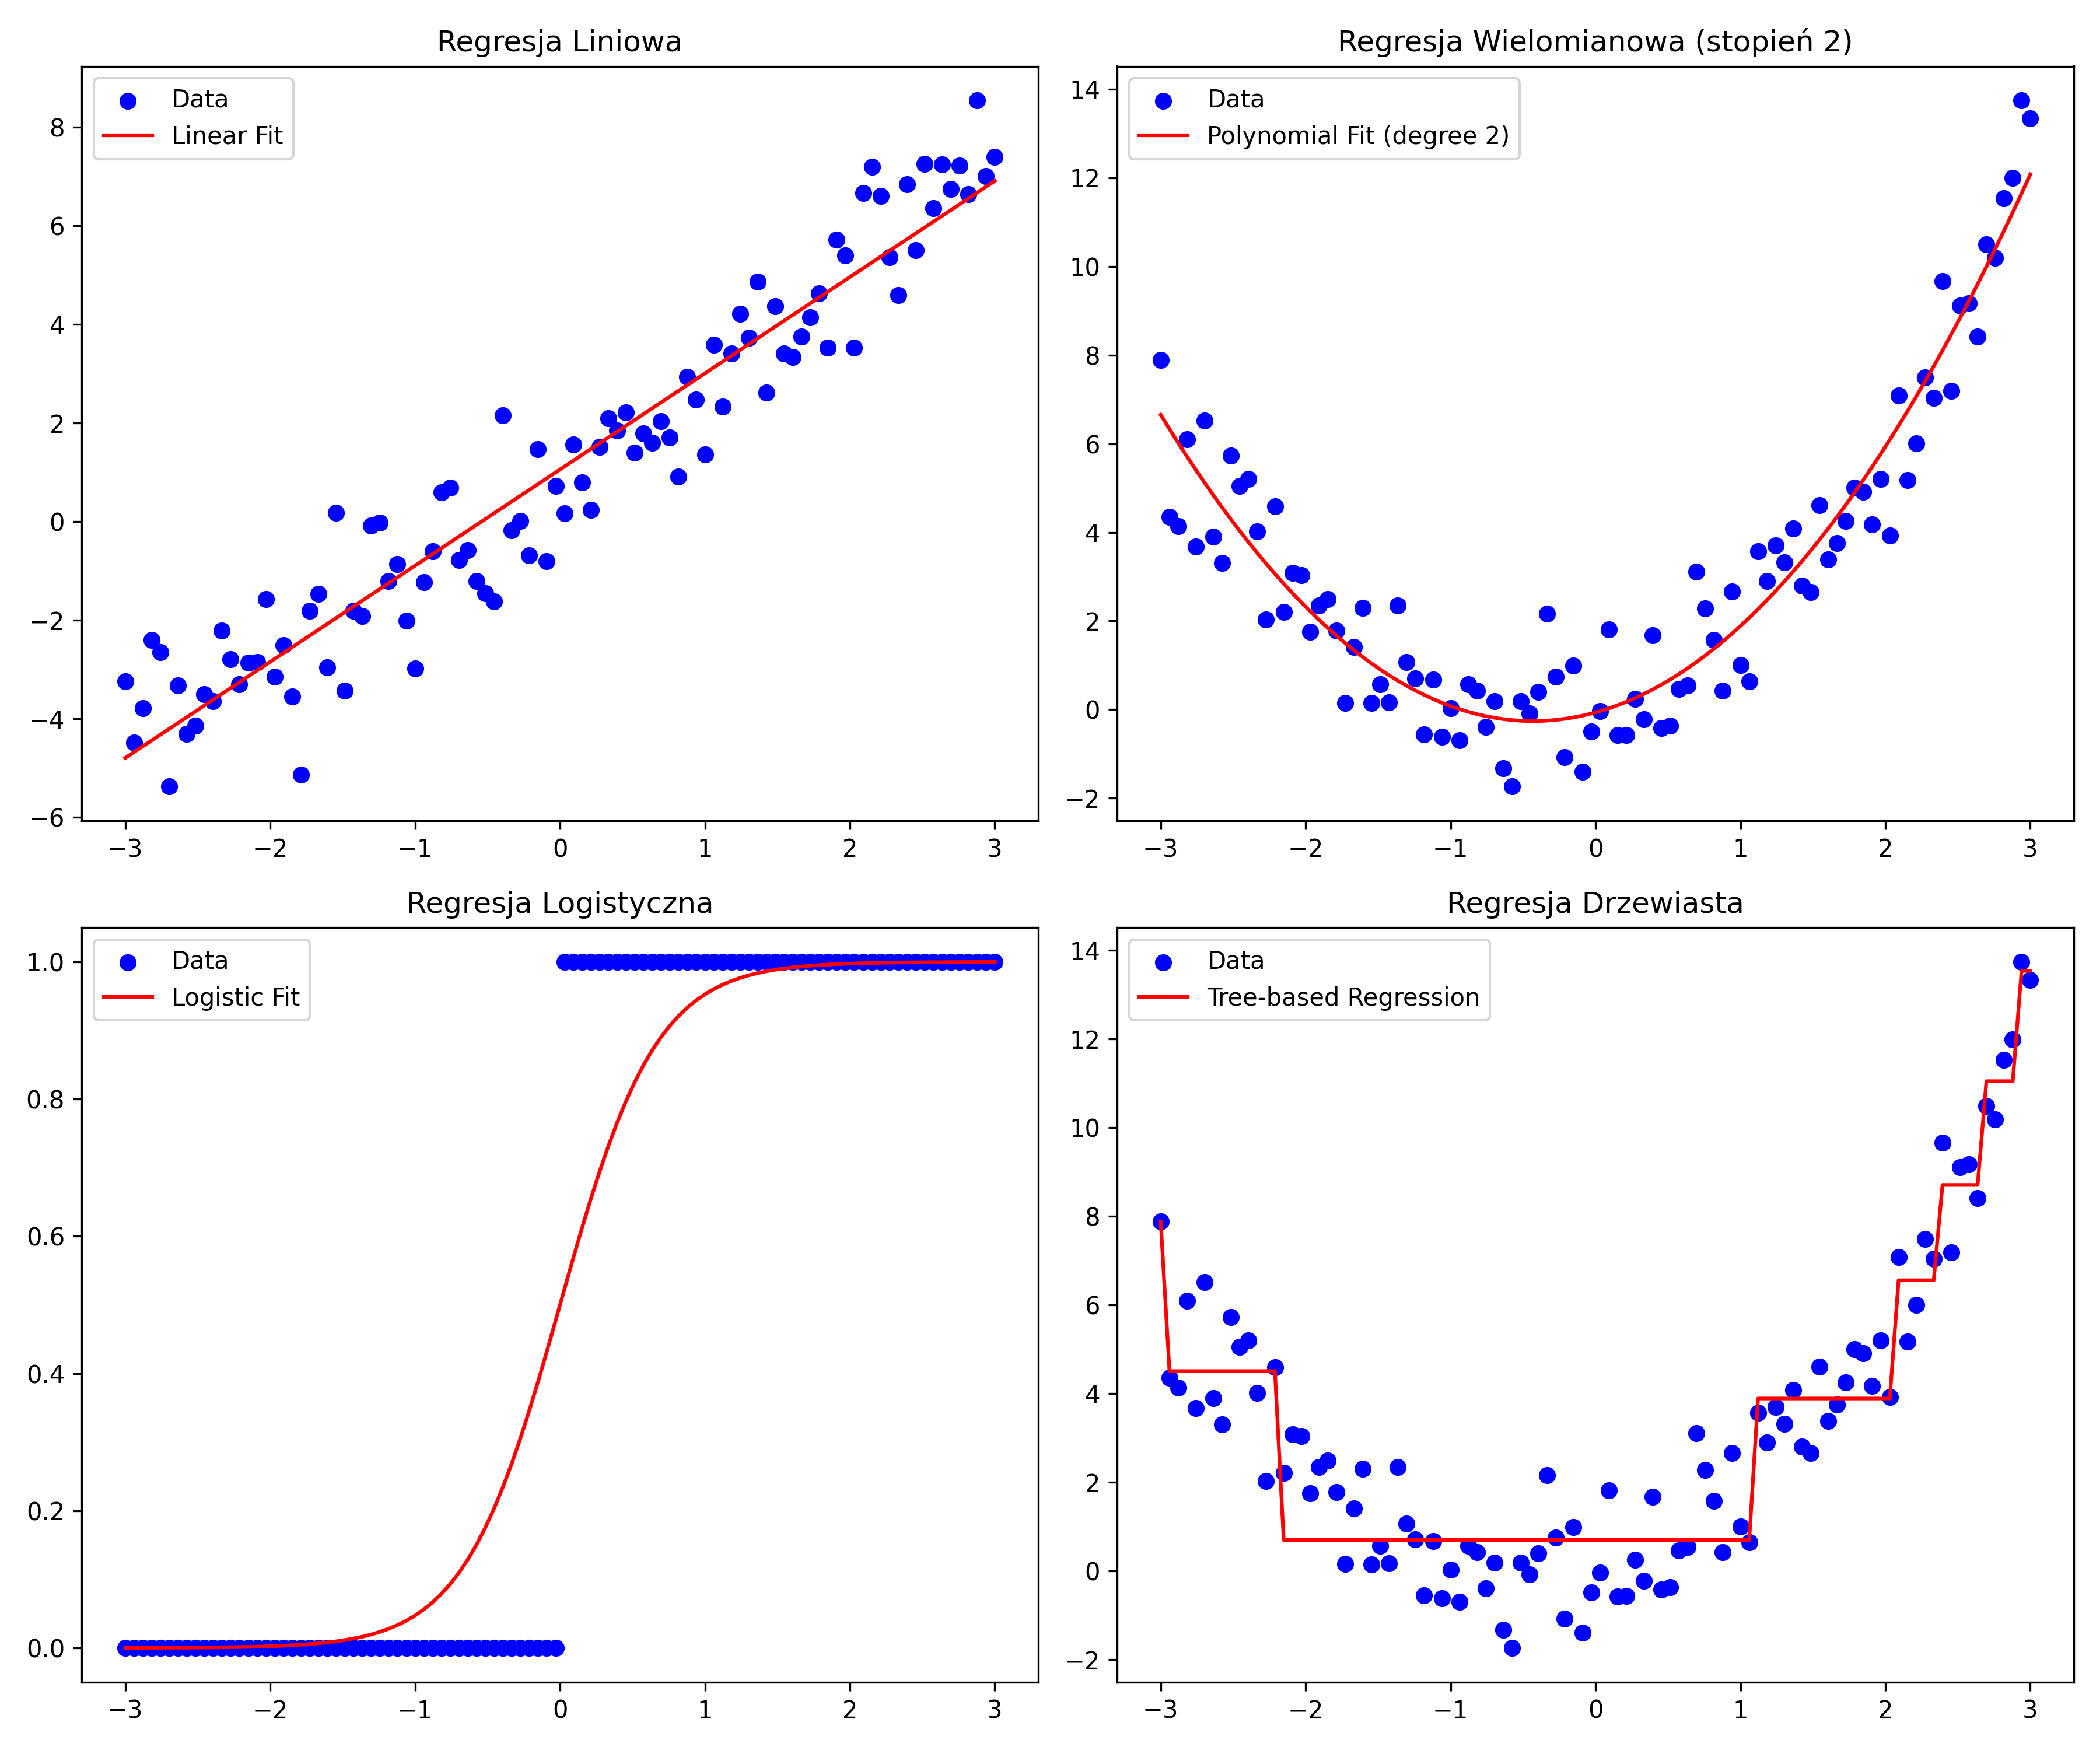 Regresja Liniowa
Data
Linear Fit
8
6
4
2
0
−2
−4
−6
−3 −2 −1 0 1 2 3
Regresja Wielomianowa (stopień 2)
Data
Polynomial Fit (degree 2)
14
12
10
8
6
4
2
0
−2
−3 −2 −1 0 1 2 3
Regresja Logistyczna
Data
Logistic Fit
1.0
0.8
0.6
0.4
0.2
0.0
−3 −2 −1 0 1 2 3
Regresja Drzewiasta
Data
Tree-based Regression
14
12
10
8
6
4
2
0
−2
−3 −2 −1 0 1 2 3